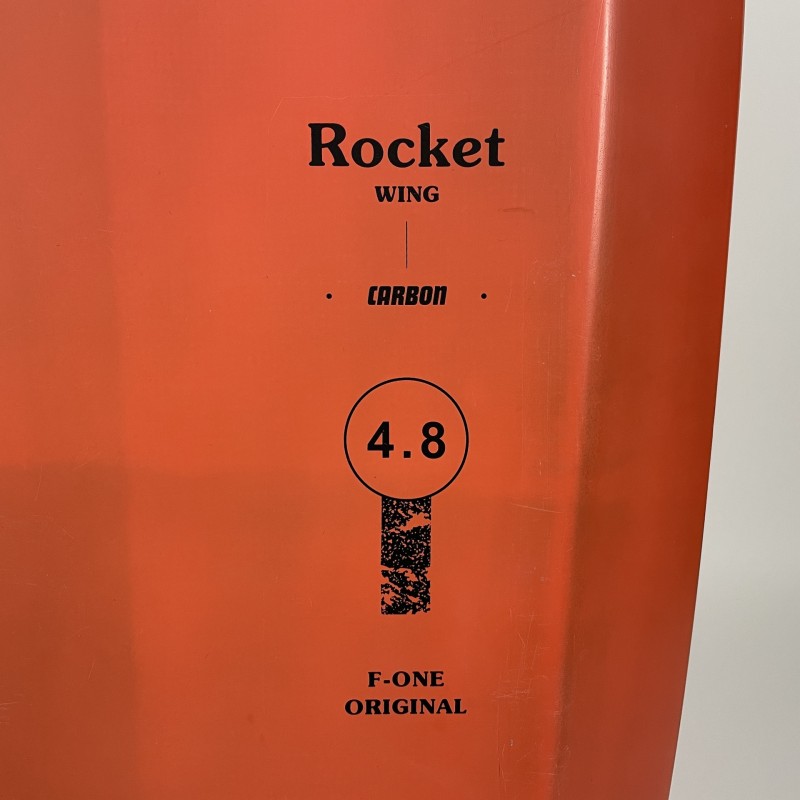 Rocket
WING
• CARBON •
4.8
F-ONE
ORIGINAL